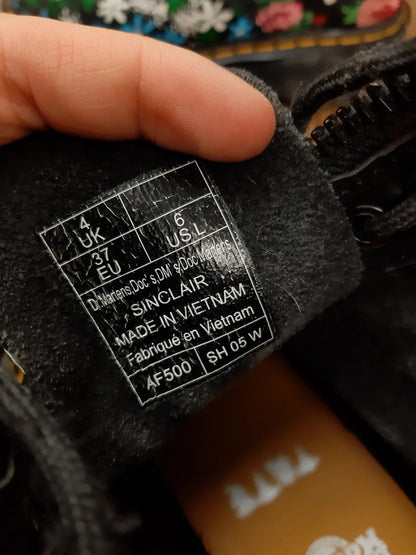 4 6
UK US.L
37
EU
Dr.Martens,Doc's,DM's/Doc Martens
SINCLAIR
MADE IN VIETNAM
Fabriqué en Vietnam
AF500 SH 05 W